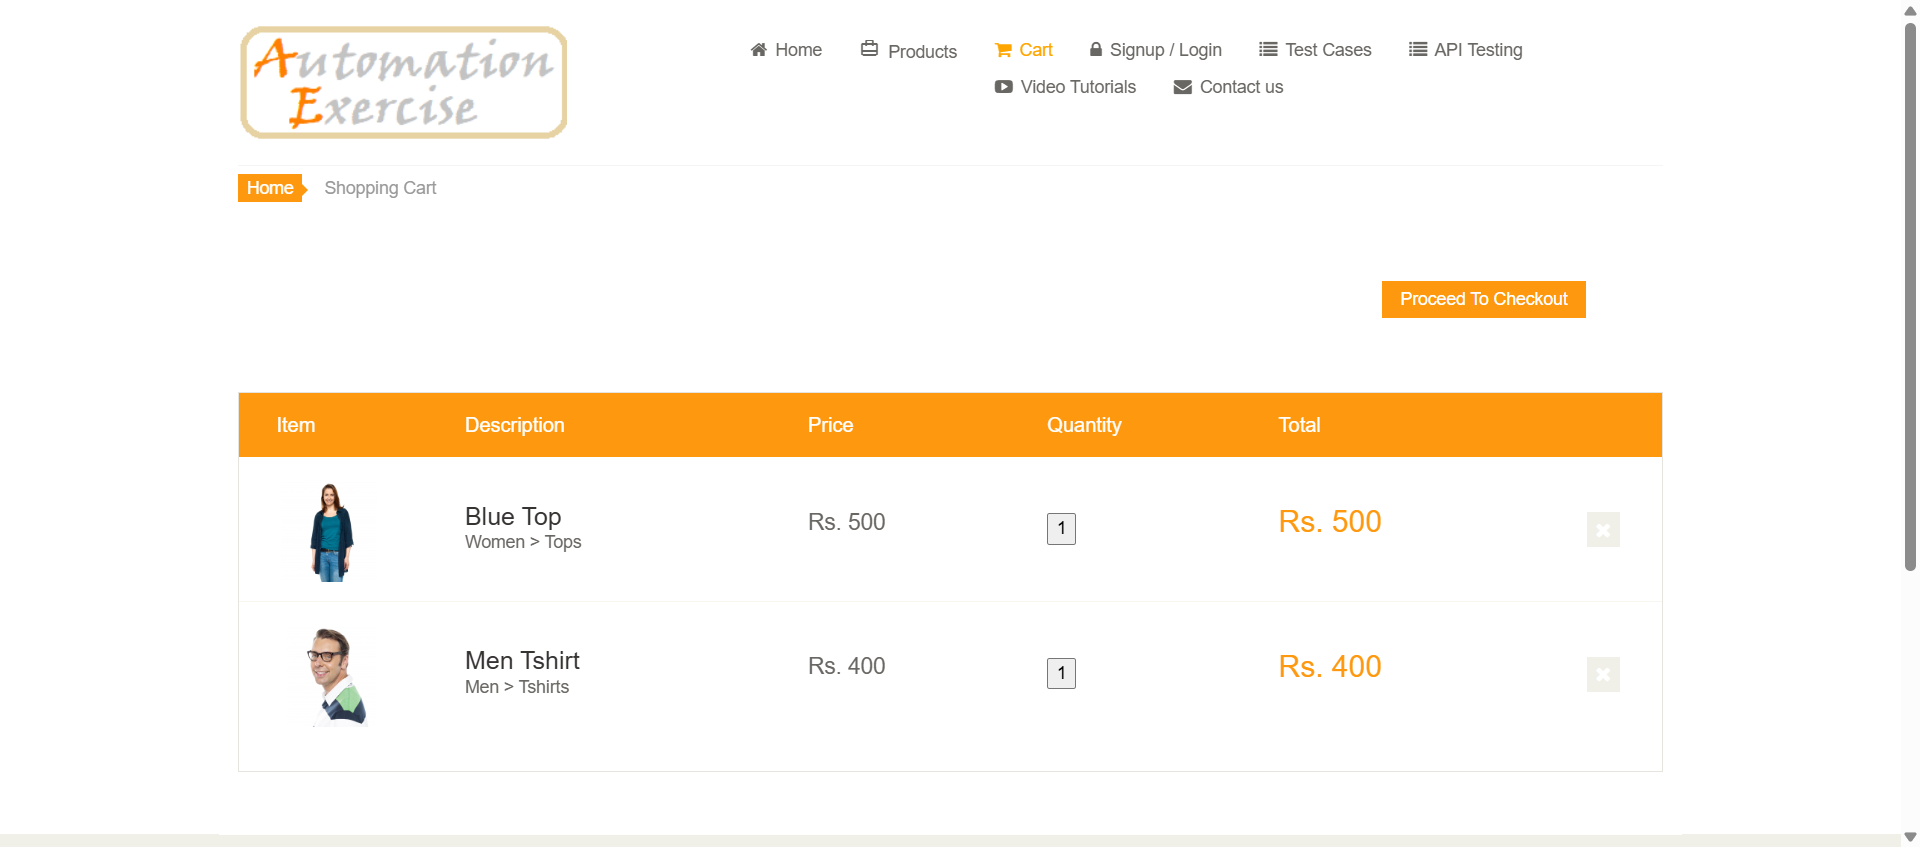 Automation
Exercise
Home Products Cart Signup / Login Test Cases API Testing
Video Tutorials Contact us
Home Shopping Cart
Proceed To Checkout
Item Description Price Quantity Total
Blue Top Rs. 500 1 Rs. 500
Women > Tops
Men Tshirt Rs. 400 1 Rs. 400
Men > Tshirts